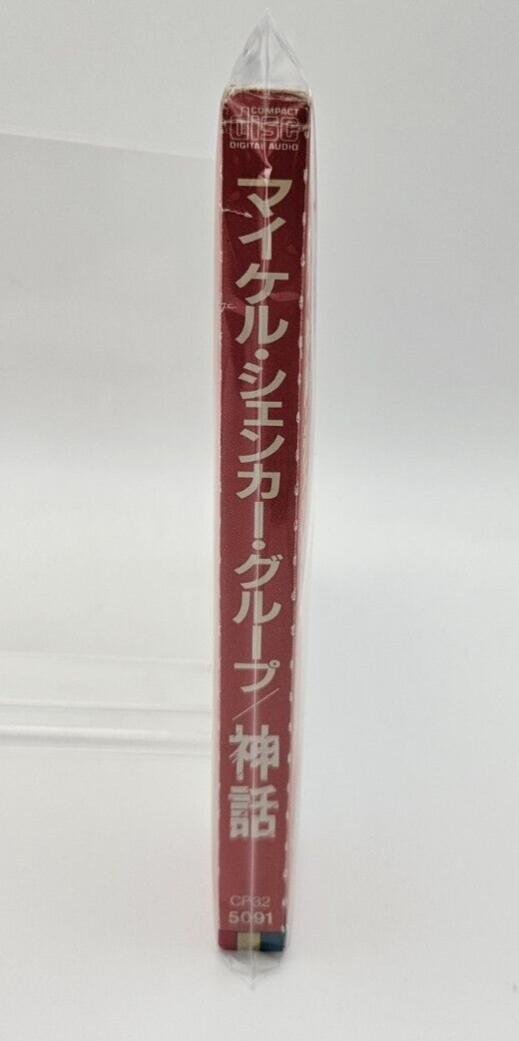 COMPACT
disc
DIGITAL AUDIO
マイケル・シェンカー・グループ/神話
CP32
5091